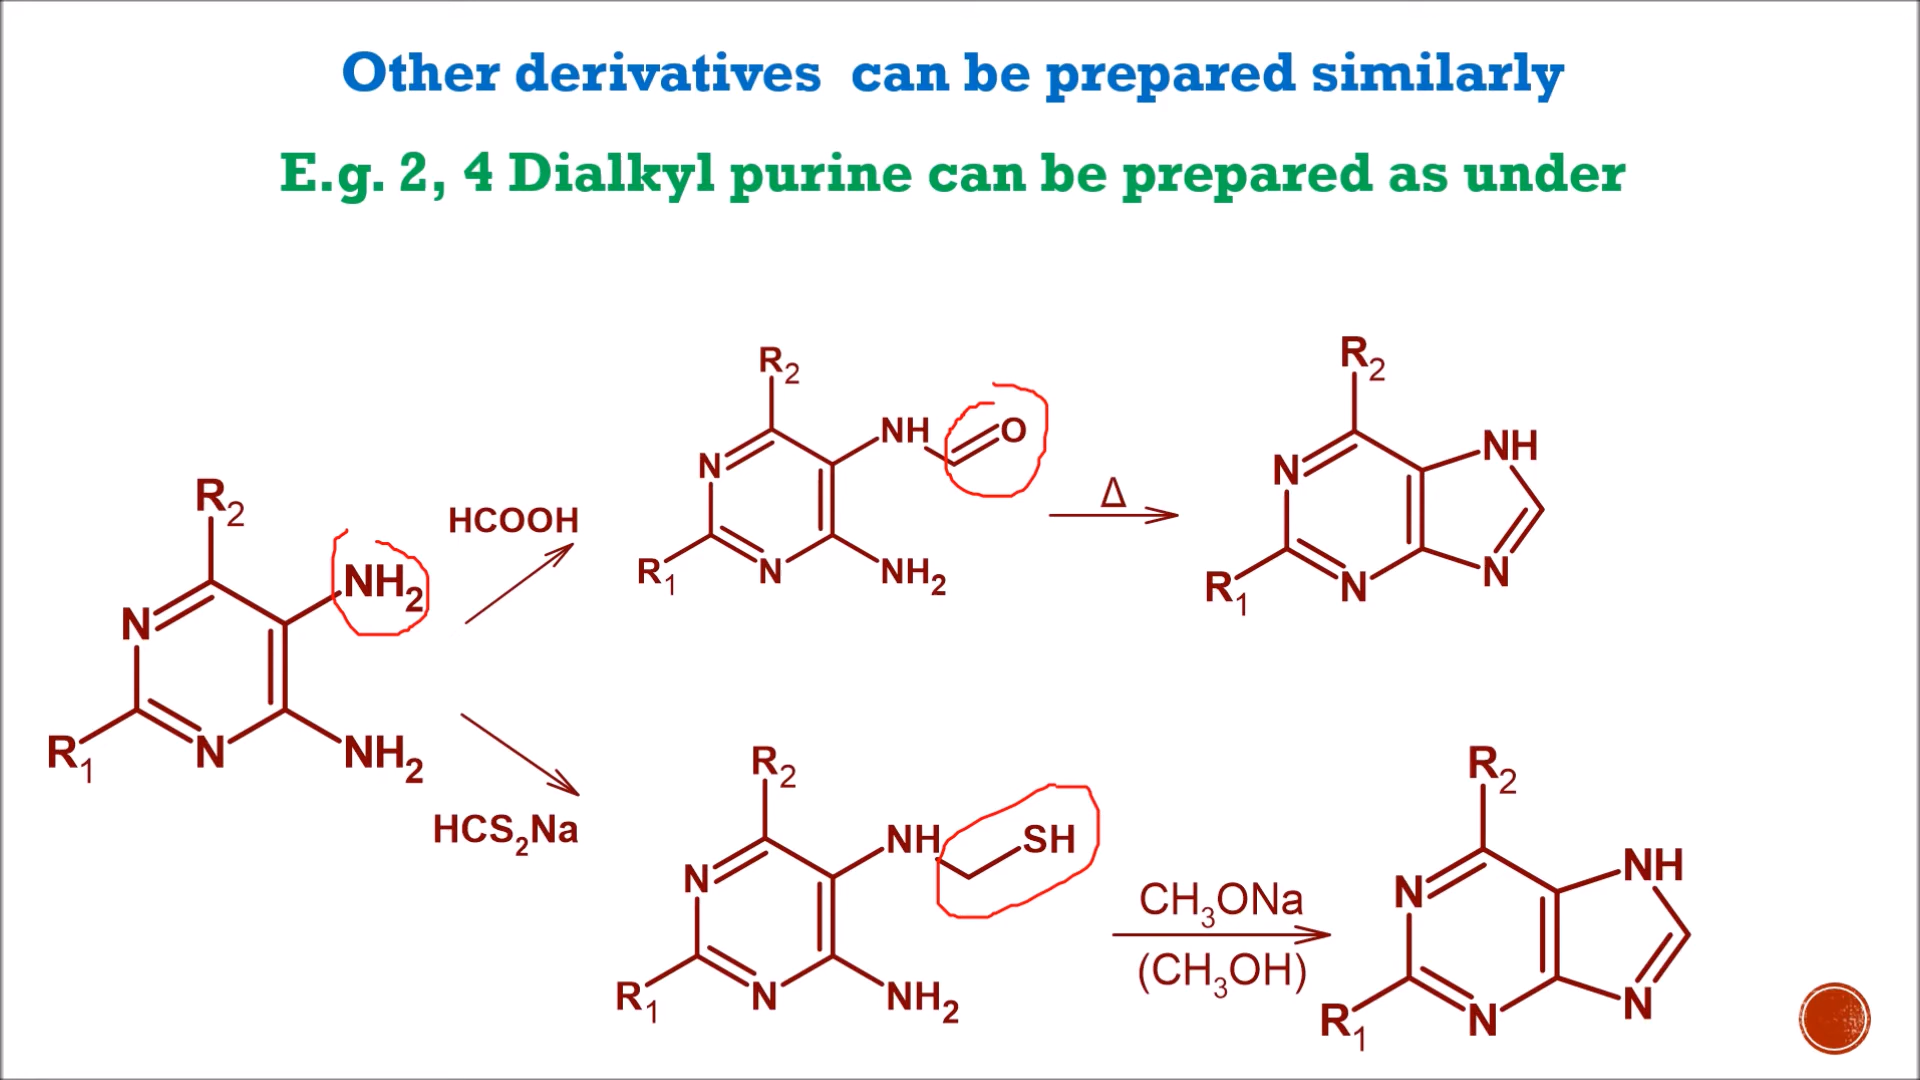 Other derivatives can be prepared similarly
E.g. 2, 4 Dialkyl purine can be prepared as under
R2
N
NH2
R1
N
NH2
HCOOH
R2
N
NH
O
R1
N
NH2
Δ
R2
N
NH
R1
N
N
HCS2Na
R2
N
NH
SH
R1
N
NH2
CH3ONa
(CH3OH)
R2
N
NH
R1
N
N